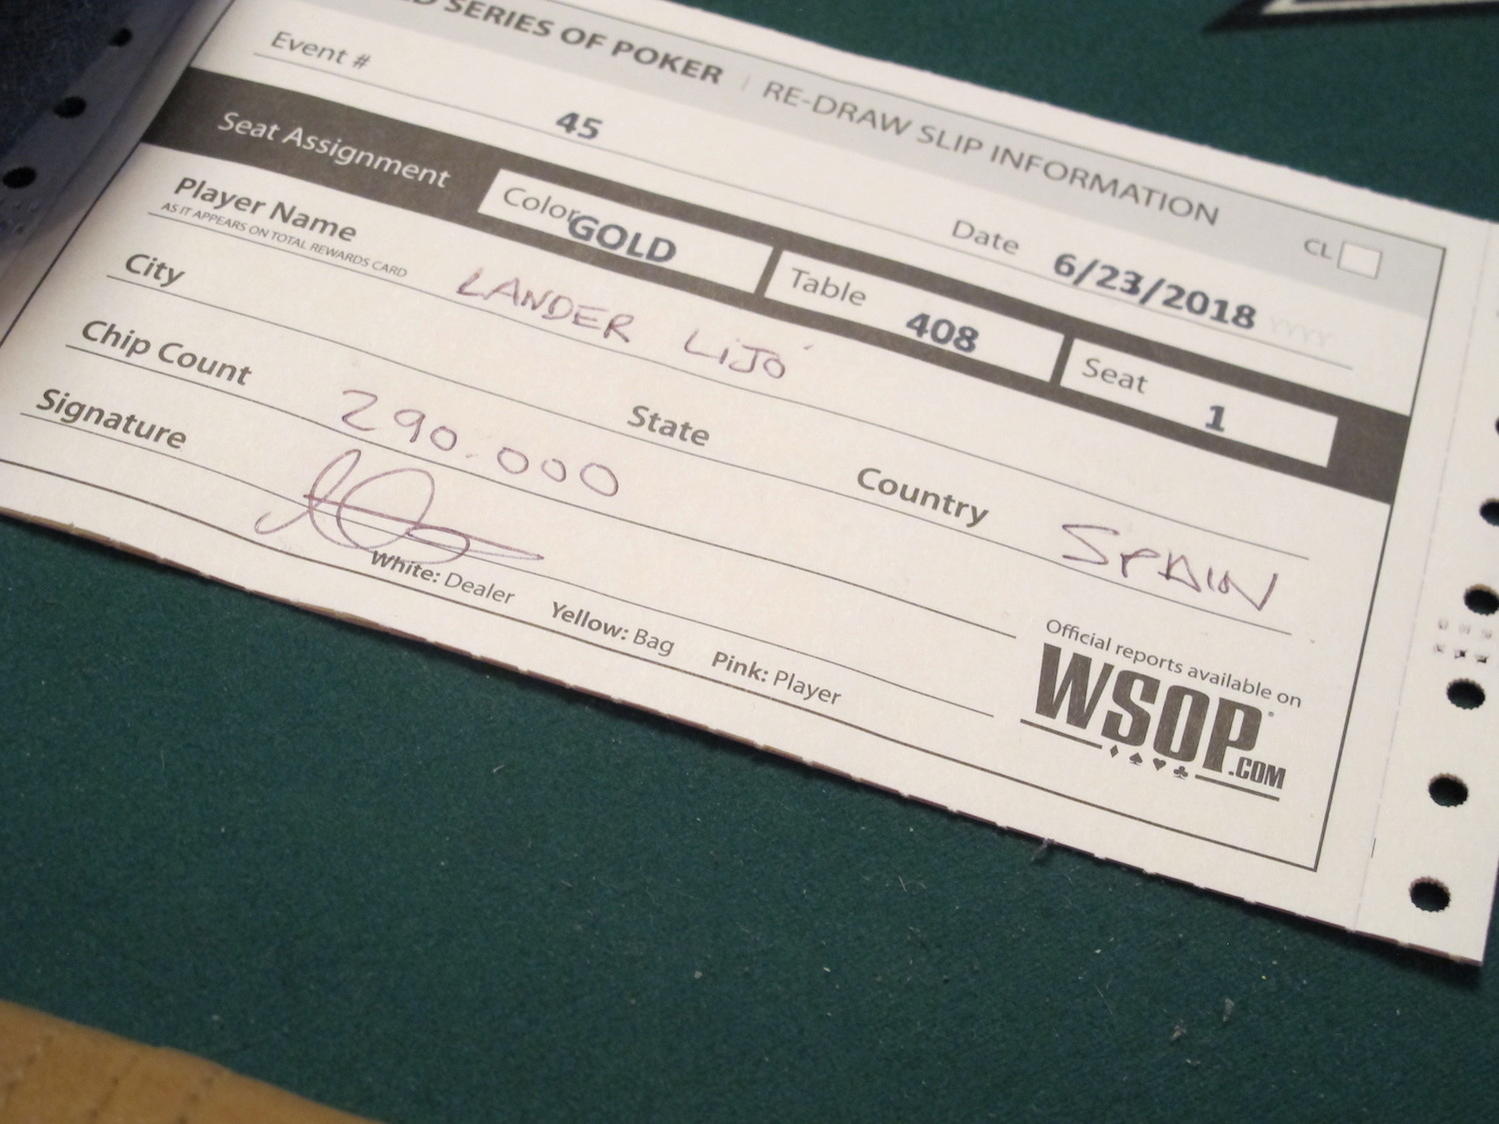 D SERIES OF POKER | RE-DRAW SLIP INFORMATION
CL
Event # 45 Date 6/23/2018 YYYY
Seat Assignment Color GOLD Table 408 Seat 1
Player Name LANDER LiJÓ
AS IT APPEARS ON TOTAL REWARDS CARD
City State Country SPAIN
Chip Count 290.000
Signature
White: Dealer Yellow: Bag Pink: Player
Official reports available on
WSOP
.COM